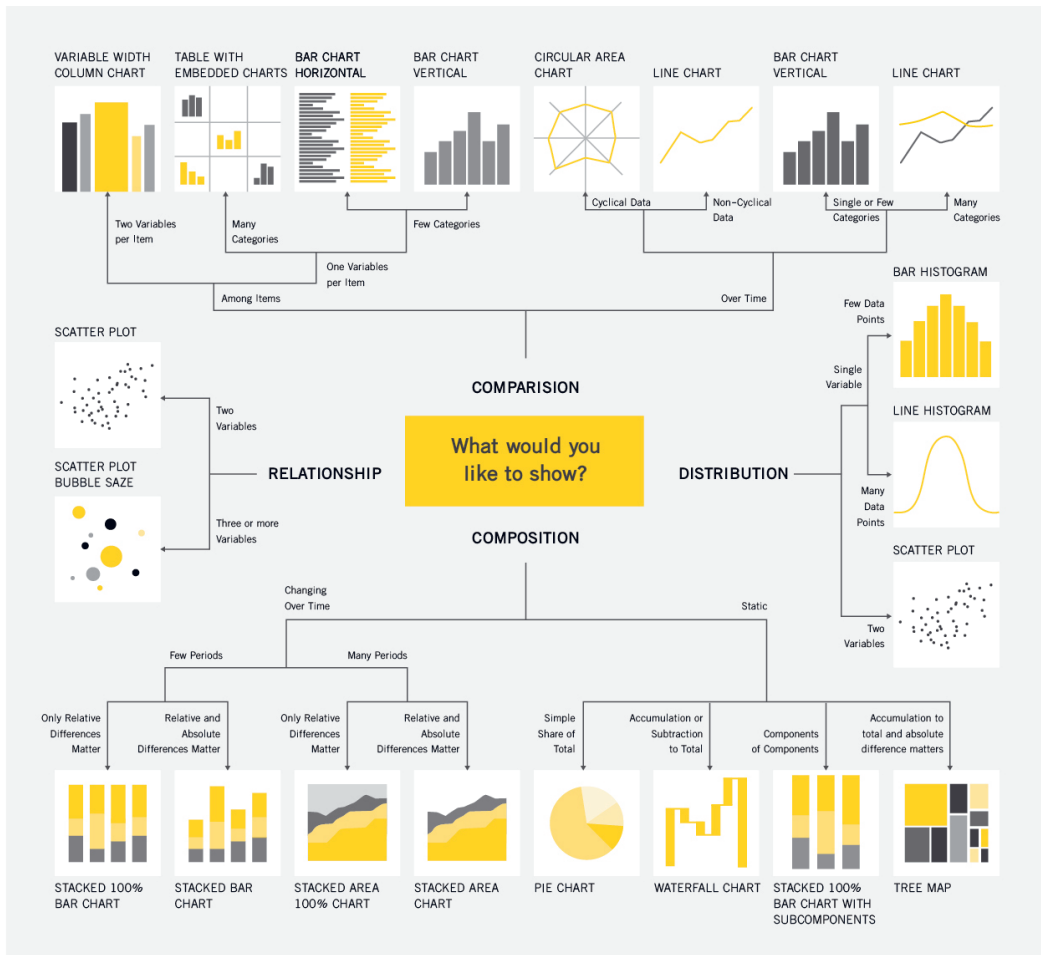 VARIABLE WIDTH
COLUMN CHART
TABLE WITH
EMBEDDED CHARTS
BAR CHART
HORIZONTAL
BAR CHART
VERTICAL
CIRCULAR AREA
CHART
LINE CHART
BAR CHART
VERTICAL
LINE CHART
Two Variables
per Item
Many
Categories
Few Categories
Cyclical Data
Non-Cyclical
Data
Single or Few
Categories
Many
Categories
One Variables
per Item
Among Items
Over Time
BAR HISTOGRAM
Few Data
Points
Single
Variable
LINE HISTOGRAM
Many
Data
Points
SCATTER PLOT
Two
Variables
SCATTER PLOT
Two
Variables
SCATTER PLOT
BUBBLE SAZE
Three or more
Variables
COMPARISION
What would you
like to show?
RELATIONSHIP
DISTRIBUTION
COMPOSITION
Changing
Over Time
Static
Few Periods
Many Periods
Only Relative
Differences
Matter
Relative and
Absolute
Differences Matter
Only Relative
Differences
Matter
Relative and
Absolute
Differences Matter
Simple
Share of
Total
Accumulation or
Subtraction
to Total
Components
of Components
Accumulation to
total and absolute
difference matters
STACKED 100%
BAR CHART
STACKED BAR
CHART
STACKED AREA
100% CHART
STACKED AREA
CHART
PIE CHART
WATERFALL CHART
STACKED 100%
BAR CHART WITH
SUBCOMPONENTS
TREE MAP